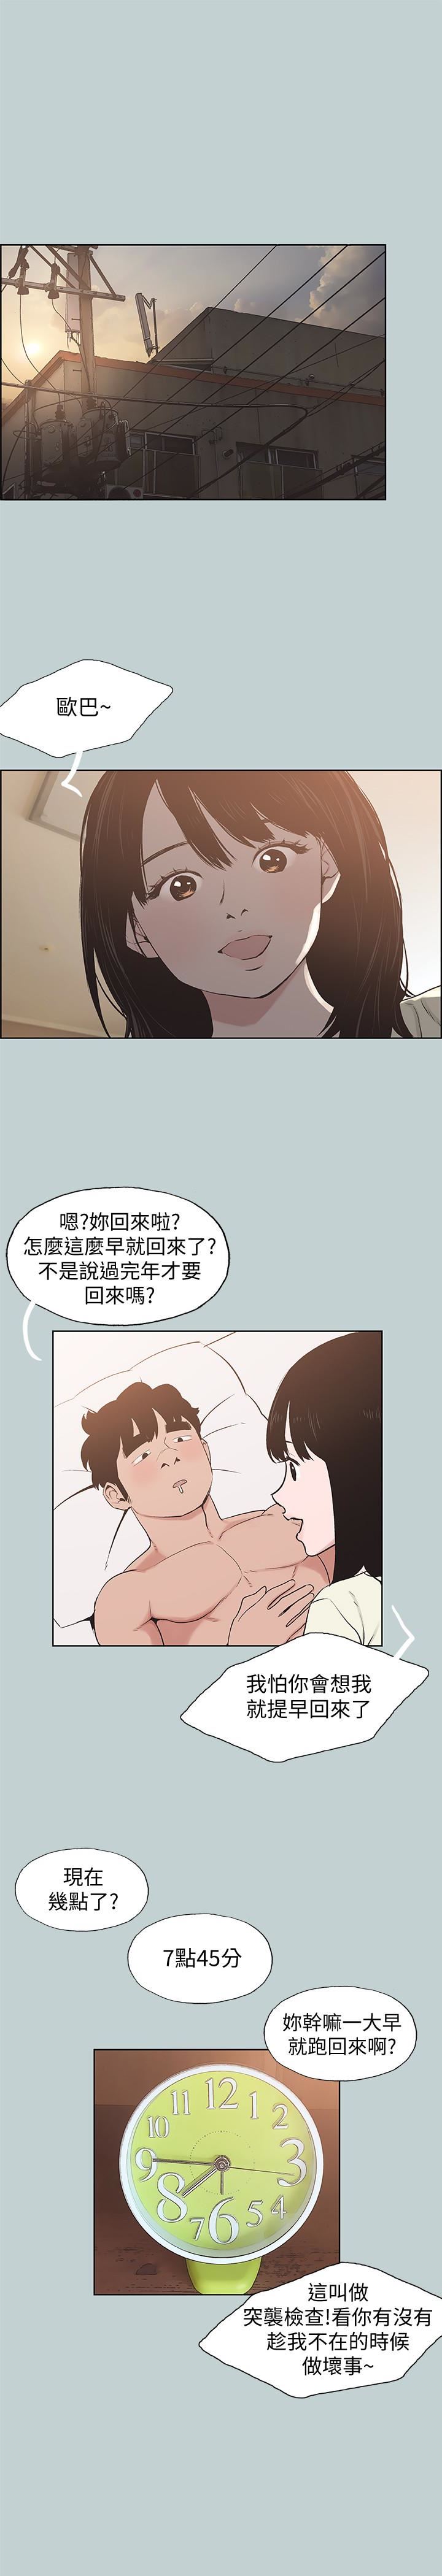 歐巴~
嗯?妳回來啦?
怎麼這麼早就回來了?
不是說過完年才要
回來嗎?
我怕你會想我
就提早回來了
現在
幾點了?
7點45分
妳幹嘛一大早
就跑回來啊?
12
11
1
10
2
9
3
8
4
7
5
6
這叫做
突襲檢查!看你有沒有
趁我不在的時候
做壞事~